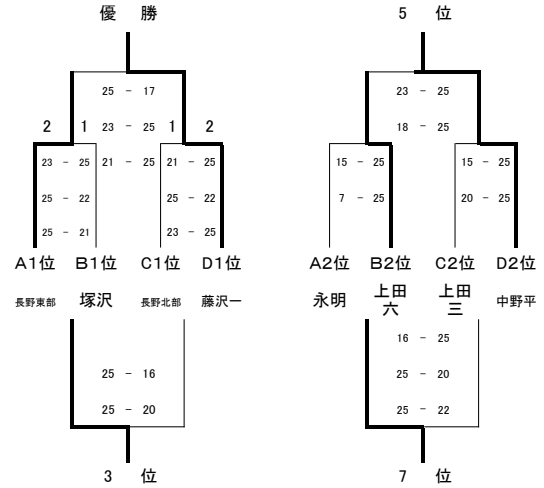 優 勝
25 - 17
23 - 25
21 - 25
2 1
1 2
23 - 25
25 - 22
25 - 21
21 - 25
25 - 22
23 - 25
A1位 B1位 C1位 D1位
長野東部 塚沢 長野北部 藤沢一
25 - 16
25 - 20
3 位
5 位
23 - 25
18 - 25
15 - 25
7 - 25
15 - 25
20 - 25
A2位 B2位 C2位 D2位
永明 上田六 上田三 中野平
16 - 25
25 - 20
25 - 22
7 位